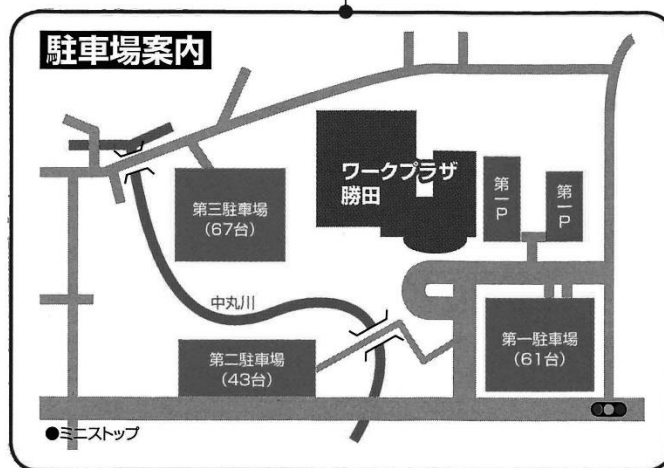 駐車場案内
ワークプラザ
勝田
第一P
第一P
第三駐車場
(67台)
中丸川
第二駐車場
(43台)
第一駐車場
(61台)
●ミニストップ